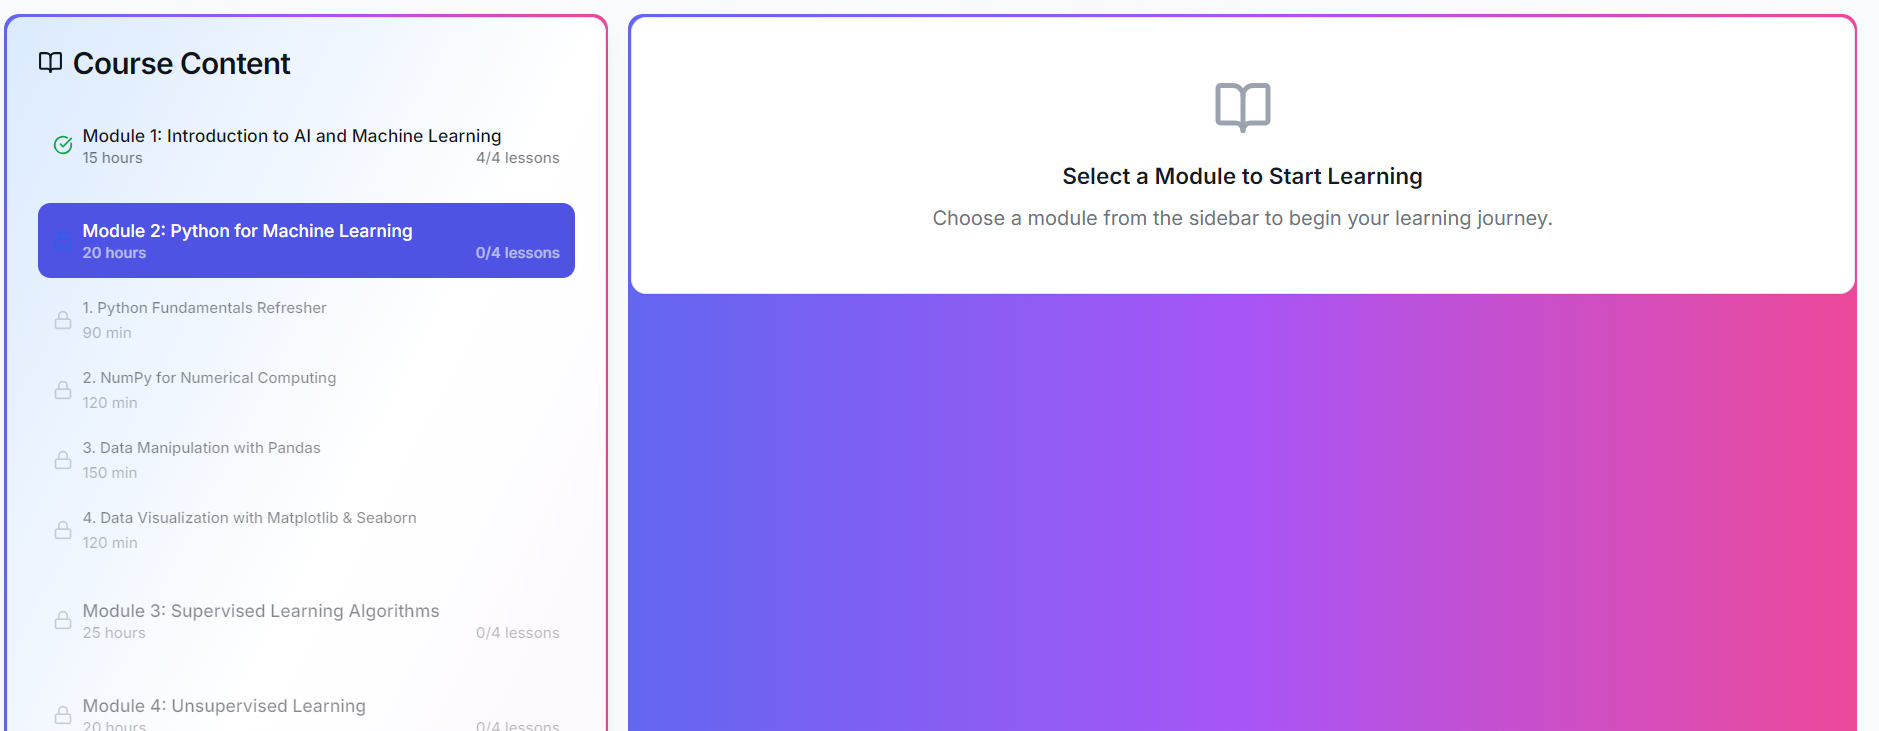 Course Content
Module 1: Introduction to AI and Machine Learning
15 hours 4/4 lessons
Module 2: Python for Machine Learning
20 hours 0/4 lessons
1. Python Fundamentals Refresher
90 min
2. NumPy for Numerical Computing
120 min
3. Data Manipulation with Pandas
150 min
4. Data Visualization with Matplotlib & Seaborn
120 min
Module 3: Supervised Learning Algorithms
25 hours 0/4 lessons
Module 4: Unsupervised Learning
20 hours 0/4 lessons
Select a Module to Start Learning
Choose a module from the sidebar to begin your learning journey.